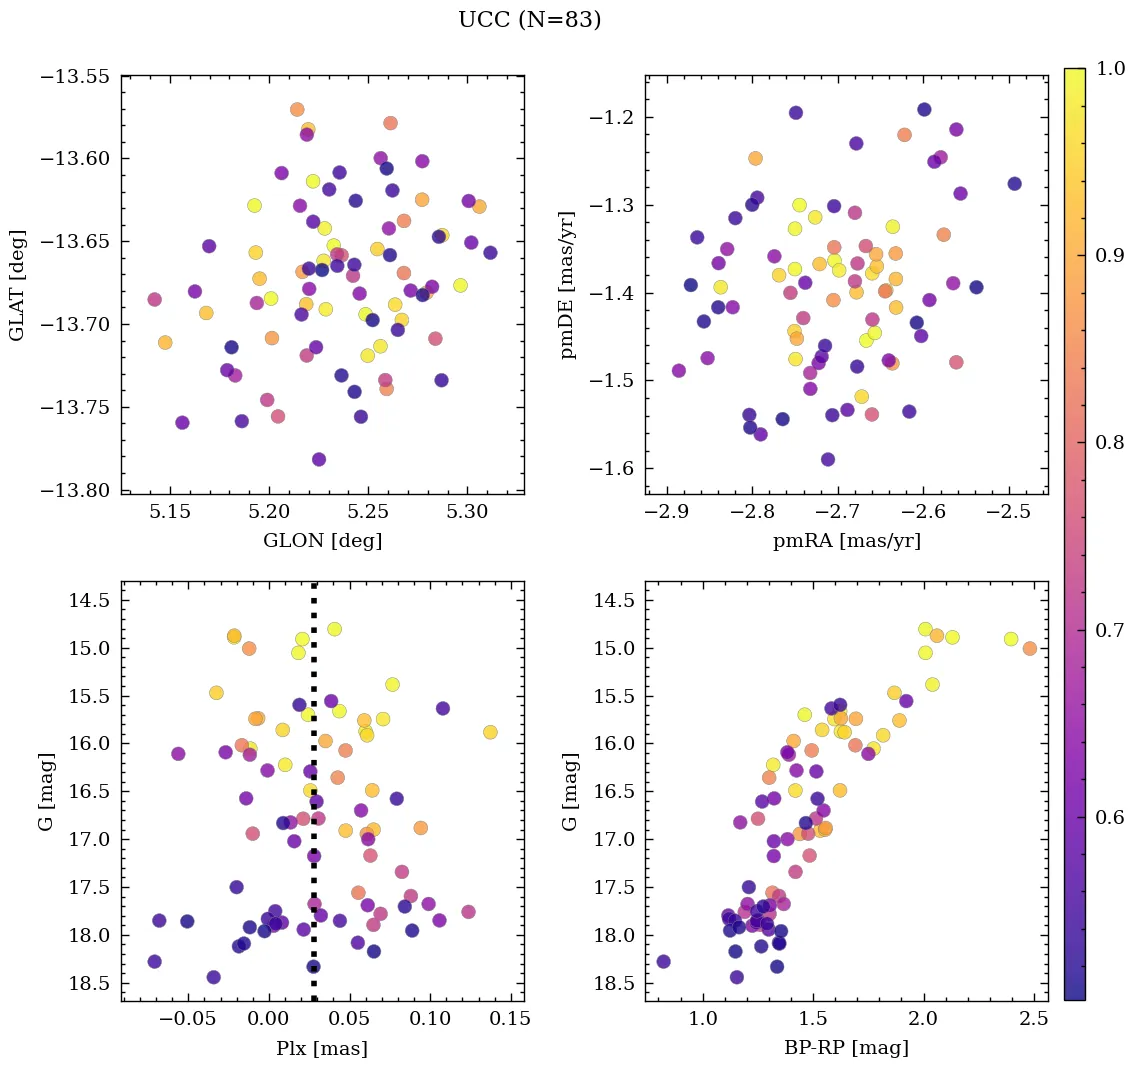 UCC (N=83)
−13.55
−13.60
−13.65
−13.70
−13.75
−13.80
GLAT [deg]
5.15 5.20 5.25 5.30
GLON [deg]
−1.2
−1.3
−1.4
−1.5
−1.6
pmDE [mas/yr]
−2.9 −2.8 −2.7 −2.6 −2.5
pmRA [mas/yr]
1.0
0.9
0.8
0.7
0.6
14.5
15.0
15.5
16.0
16.5
17.0
17.5
18.0
18.5
G [mag]
−0.05 0.00 0.05 0.10 0.15
Plx [mas]
14.5
15.0
15.5
16.0
16.5
17.0
17.5
18.0
18.5
G [mag]
1.0 1.5 2.0 2.5
BP-RP [mag]